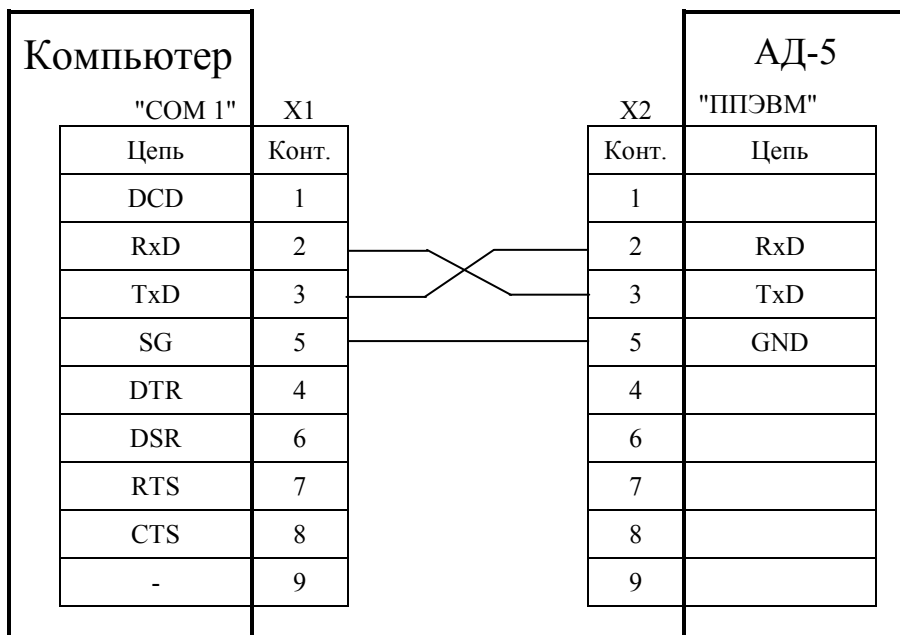 Компьютер АД-5
"COM 1" X1 X2 "ППЭВМ"
Цепь Конт. Конт. Цепь
DCD 1 1
RxD 2 2 RxD
TxD 3 3 TxD
SG 5 5 GND
DTR 4 4
DSR 6 6
RTS 7 7
CTS 8 8
- 9 9